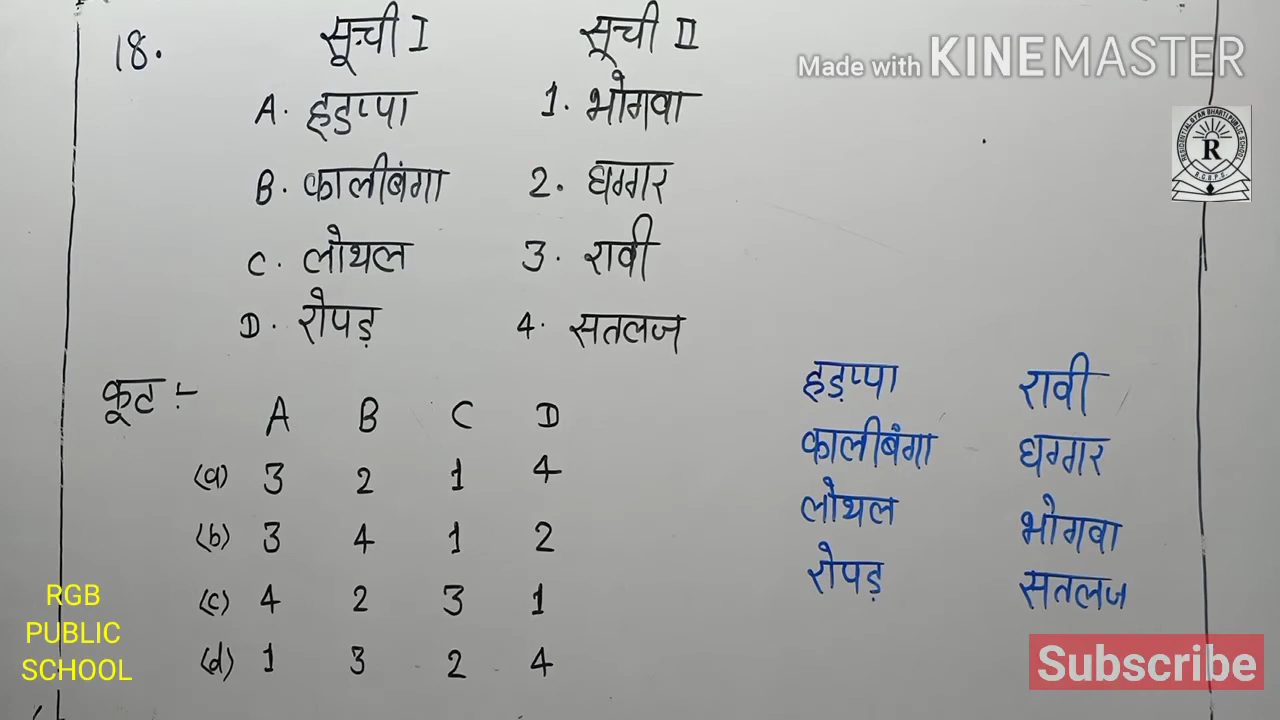 18. सूची I सूची II
A. हड़प्पा 1. भोगवा
B. कालीबंगा 2. घग्गर
C. लोथल 3. रावी
D. रोपड़ 4. सतलज
कूट :-
A B C D
(a) 3 2 1 4
(b) 3 4 1 2
(c) 4 2 3 1
(d) 1 3 2 4
हड़प्पा रावी
कालीबंगा घग्गर
लोथल भोगवा
रोपड़ सतलज
Made with KINEMASTER
R
RGB
PUBLIC
SCHOOL
Subscribe